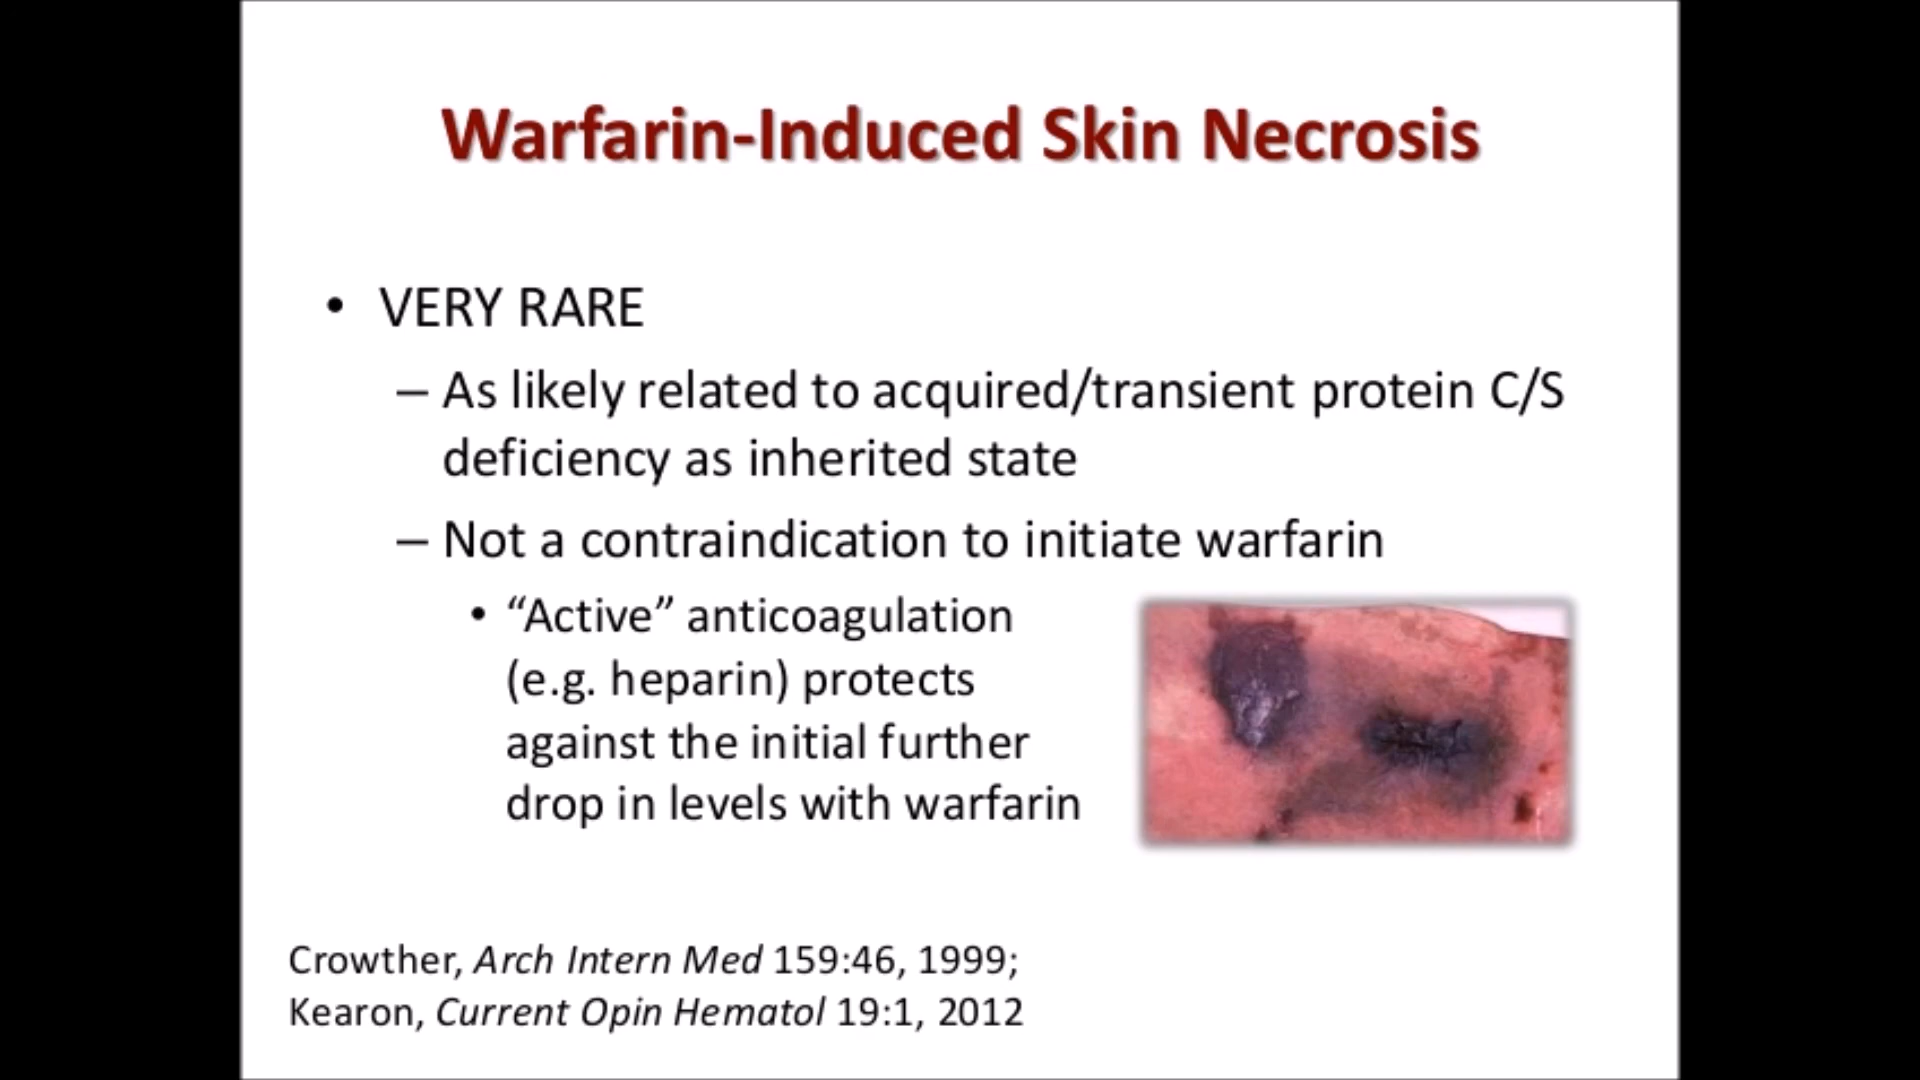 Warfarin-Induced Skin Necrosis
• VERY RARE
– As likely related to acquired/transient protein C/S
deficiency as inherited state
– Not a contraindication to initiate warfarin
• “Active” anticoagulation
(e.g. heparin) protects
against the initial further
drop in levels with warfarin
Crowther, Arch Intern Med 159:46, 1999;
Kearon, Current Opin Hematol 19:1, 2012